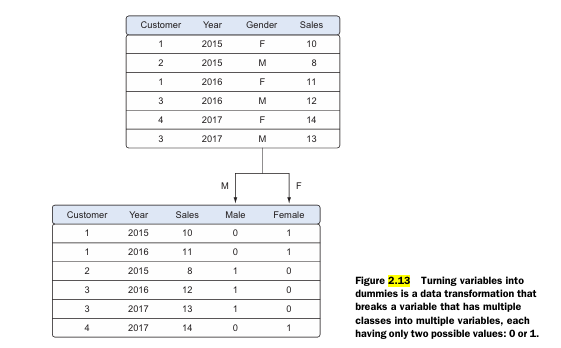 Customer Year Gender Sales
1 2015 F 10
2 2015 M 8
1 2016 F 11
3 2016 M 12
4 2017 F 14
3 2017 M 13
M F
Customer Year Sales Male Female
1 2015 10 0 1
1 2016 11 0 1
2 2015 8 1 0
3 2016 12 1 0
3 2017 13 1 0
4 2017 14 0 1
Figure 2.13 Turning variables into
dummies is a data transformation that
breaks a variable that has multiple
classes into multiple variables, each
having only two possible values: 0 or 1.